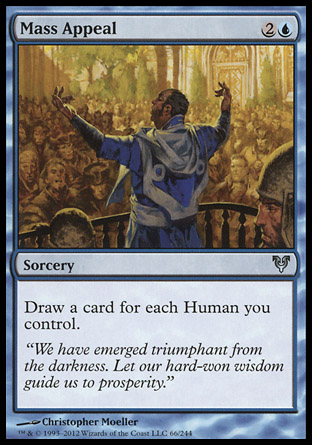 Mass Appeal 2
Sorcery
Draw a card for each Human you
control.
“We have emerged triumphant from
the darkness. Let our hard-won wisdom
guide us to prosperity.”
Christopher Moeller
™ & © 1993–2012 Wizards of the Coast LLC 66/244